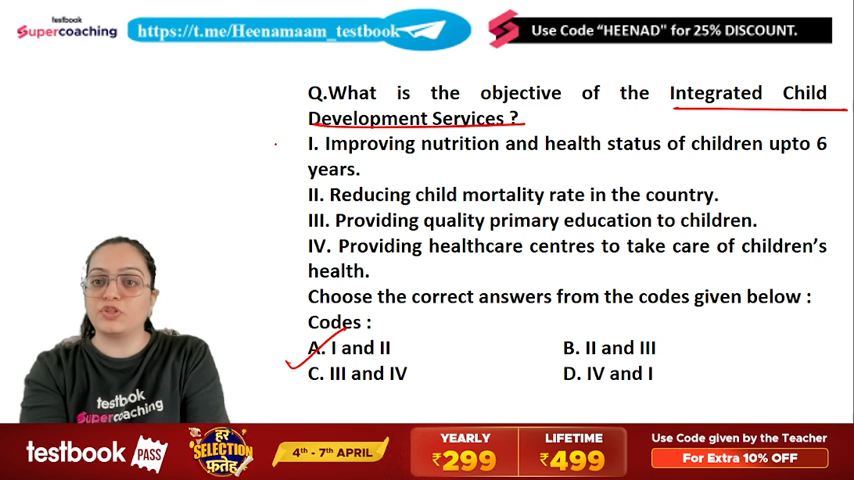 testbook
Supercoaching
https://t.me/Heenamaam_testbook
Use Code "HEENAD" for 25% DISCOUNT.
Q.What is the objective of the Integrated Child
Development Services ?
I. Improving nutrition and health status of children upto 6
years.
II. Reducing child mortality rate in the country.
III. Providing quality primary education to children.
IV. Providing healthcare centres to take care of children's
health.
Choose the correct answers from the codes given below :
Codes :
A. I and II
B. II and III
C. III and IV
D. IV and I
testbook
Supercoaching
testbook PASS
हर
SELECTION
फतेह
4th - 7th APRIL
YEARLY
₹299
LIFETIME
₹499
Use Code given by the Teacher
For Extra 10% OFF